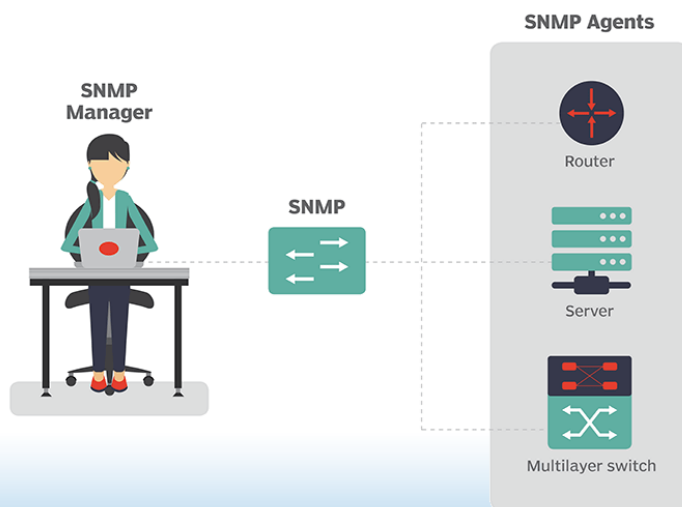 SNMP Agents
SNMP
Manager
SNMP
Router
Server
Multilayer switch